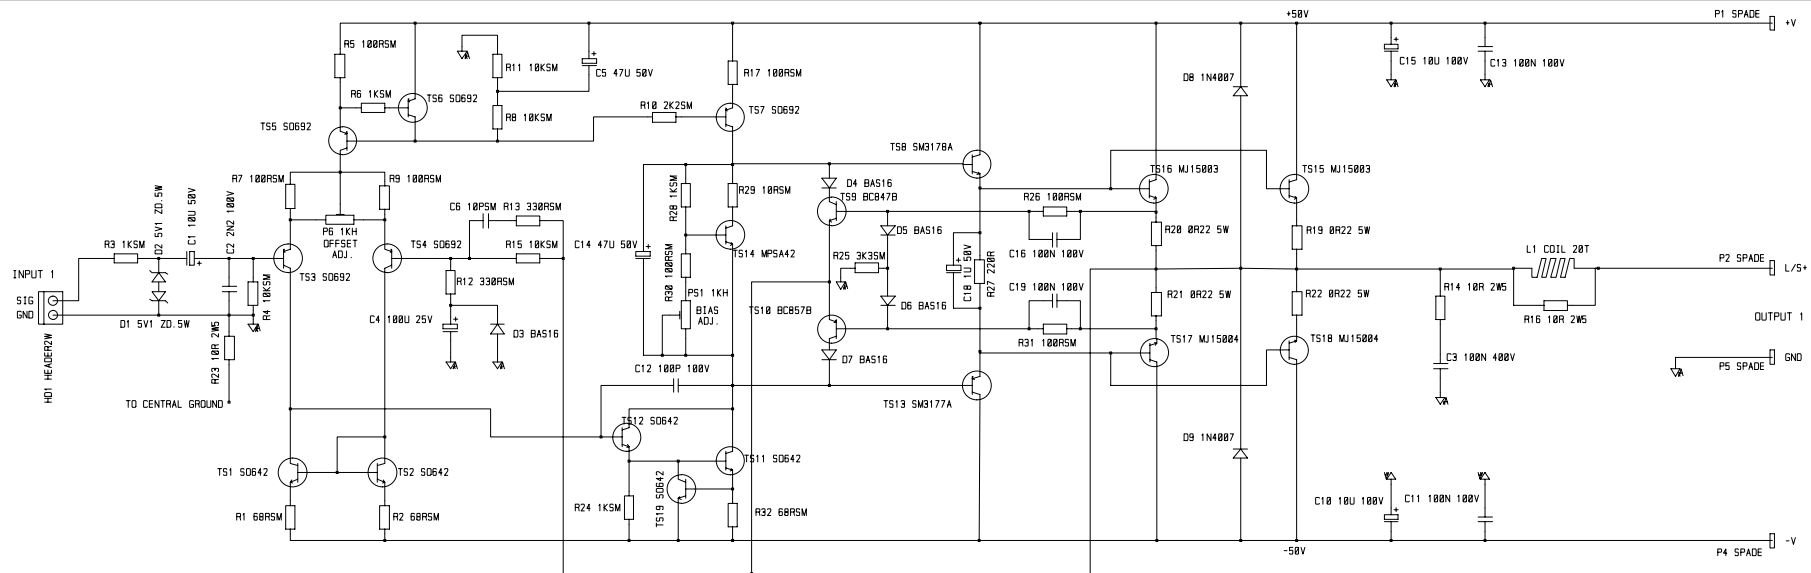 +50V
P1 SPADE
+V
R5 100RSM
R11 10KSM
C5 47U 50V
R17 100RSM
C15 10U 100V
C13 100N 100V
D8 1N4007
R6 1KSM
TS6 SO692
R8 10KSM
R10 2K2SM
TS7 SO692
TS5 SO692
TS8 SM3178A
TS16 MJ15003
TS15 MJ15003
R7 100RSM
R9 100RSM
D4 BAS16
TS9 BC847B
R28 1KSM
R29 10RSM
R26 100RSM
C6 10PSM
R13 330RSM
P6 1KH
OFFSET
ADJ.
D2 5V1 ZD.5W
C1 10U 50V
C2 2N2 100V
R3 1KSM
TS4 SO692
R15 10KSM
C14 47U 50V
TS14 MPSA42
D5 BAS16
C16 100N 100V
R20 0R22 5W
R19 0R22 5W
L1 COIL 20T
R25 3K3SM
P2 SPADE
L/S+
INPUT 1
TS3 SO692
R12 330RSM
R30 100RSM
C18 1U 50V
R27 220R
C19 100N 100V
R14 10R 2W5
SIG
GND
R4 10KSM
PS1 1KH
BIAS
ADJ.
TS10 BC857B
D6 BAS16
R21 0R22 5W
R22 0R22 5W
R16 10R 2W5
OUTPUT 1
D1 5V1 ZD.5W
C4 100U 25V
D3 BAS16
R31 100RSM
TS17 MJ15004
TS18 MJ15004
HD1 HEADER2W
R23 10R 2W5
D7 BAS16
C3 100N 400V
GND
P5 SPADE
C12 100P 100V
TO CENTRAL GROUND
TS13 SM3177A
TS12 SO642
D9 1N4007
TS1 SO642
TS2 SO642
TS11 SO642
TS19 SO642
R24 1KSM
R32 68RSM
C10 10U 100V
C11 100N 100V
R1 68RSM
R2 68RSM
-50V
-V
P4 SPADE